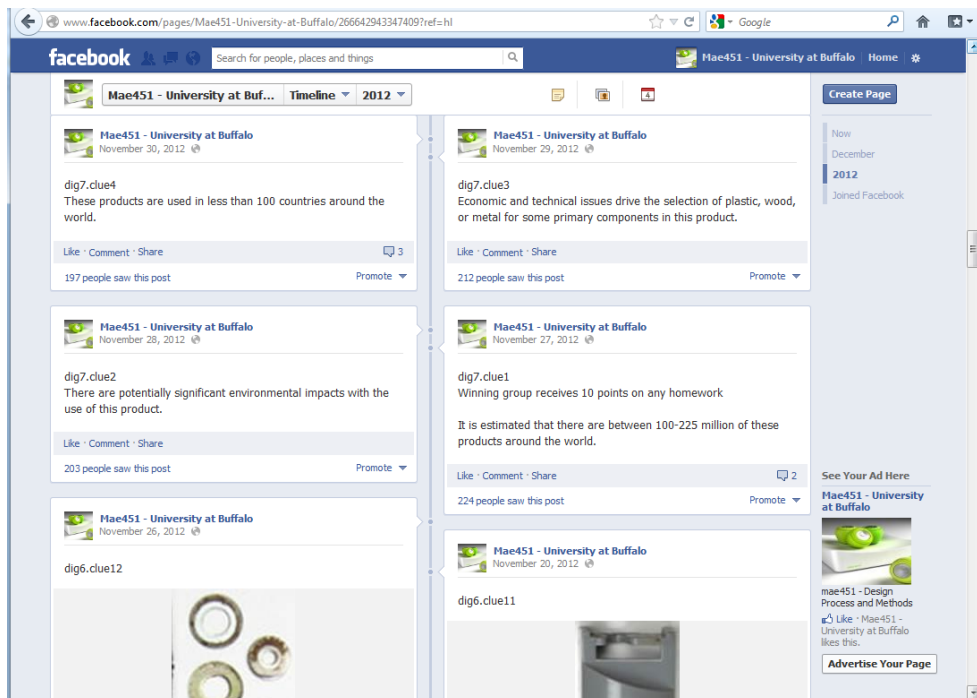 www.facebook.com/pages/Mae451-University-at-Buffalo/266642943347409?ref=hl
Google
facebook
Search for people, places and things
Mae451 - University at Buffalo
Home
Mae451 - University at Buf...
Timeline
2012
4
Create Page
Now
December
2012
Joined Facebook
Mae451 - University at Buffalo
November 30, 2012
dig7.clue4
These products are used in less than 100 countries around the
world.
Like · Comment · Share
3
197 people saw this post
Promote
Mae451 - University at Buffalo
November 29, 2012
dig7.clue3
Economic and technical issues drive the selection of plastic, wood,
or metal for some primary components in this product.
Like · Comment · Share
212 people saw this post
Promote
Mae451 - University at Buffalo
November 28, 2012
dig7.clue2
There are potentially significant environmental impacts with the
use of this product.
Like · Comment · Share
203 people saw this post
Promote
Mae451 - University at Buffalo
November 27, 2012
dig7.clue1
Winning group receives 10 points on any homework
It is estimated that there are between 100-225 million of these
products around the world.
Like · Comment · Share
2
224 people saw this post
Promote
Mae451 - University at Buffalo
November 26, 2012
dig6.clue12
Mae451 - University at Buffalo
November 20, 2012
dig6.clue11
See Your Ad Here
Mae451 - University
at Buffalo
mae451 - Design
Process and Methods
Like · Mae451 -
University at Buffalo
likes this.
Advertise Your Page